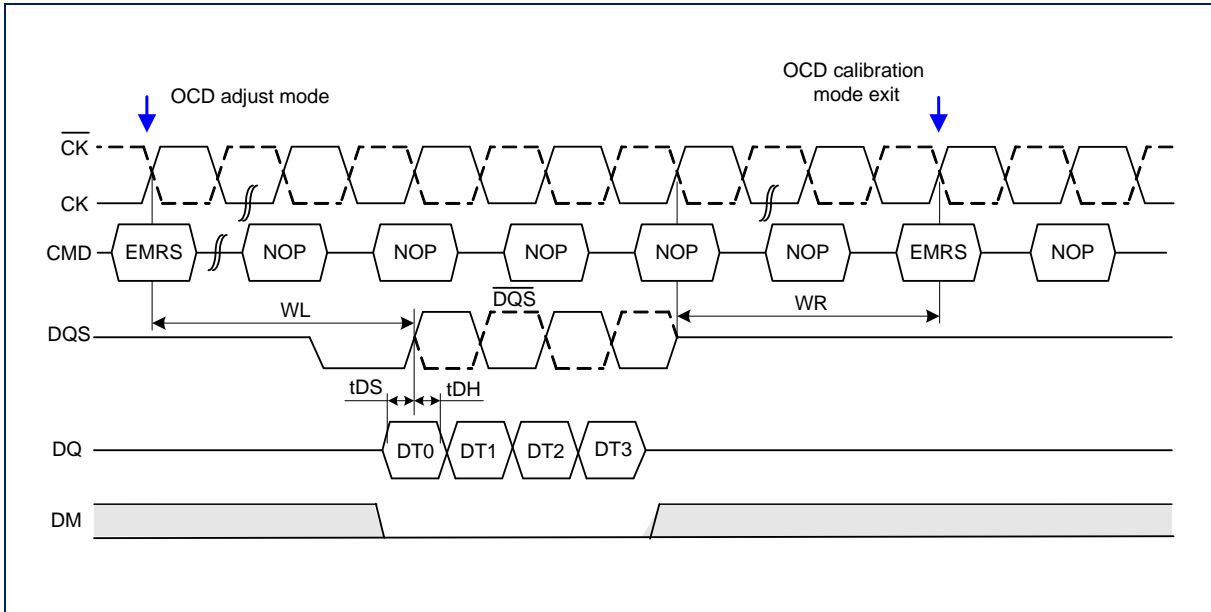 OCD adjust mode
OCD calibration
mode exit
CK
CK
CMD EMRS NOP NOP NOP NOP NOP EMRS NOP
WL DQS WR
DQS
tDS tDH
DQ DT0 DT1 DT2 DT3
DM